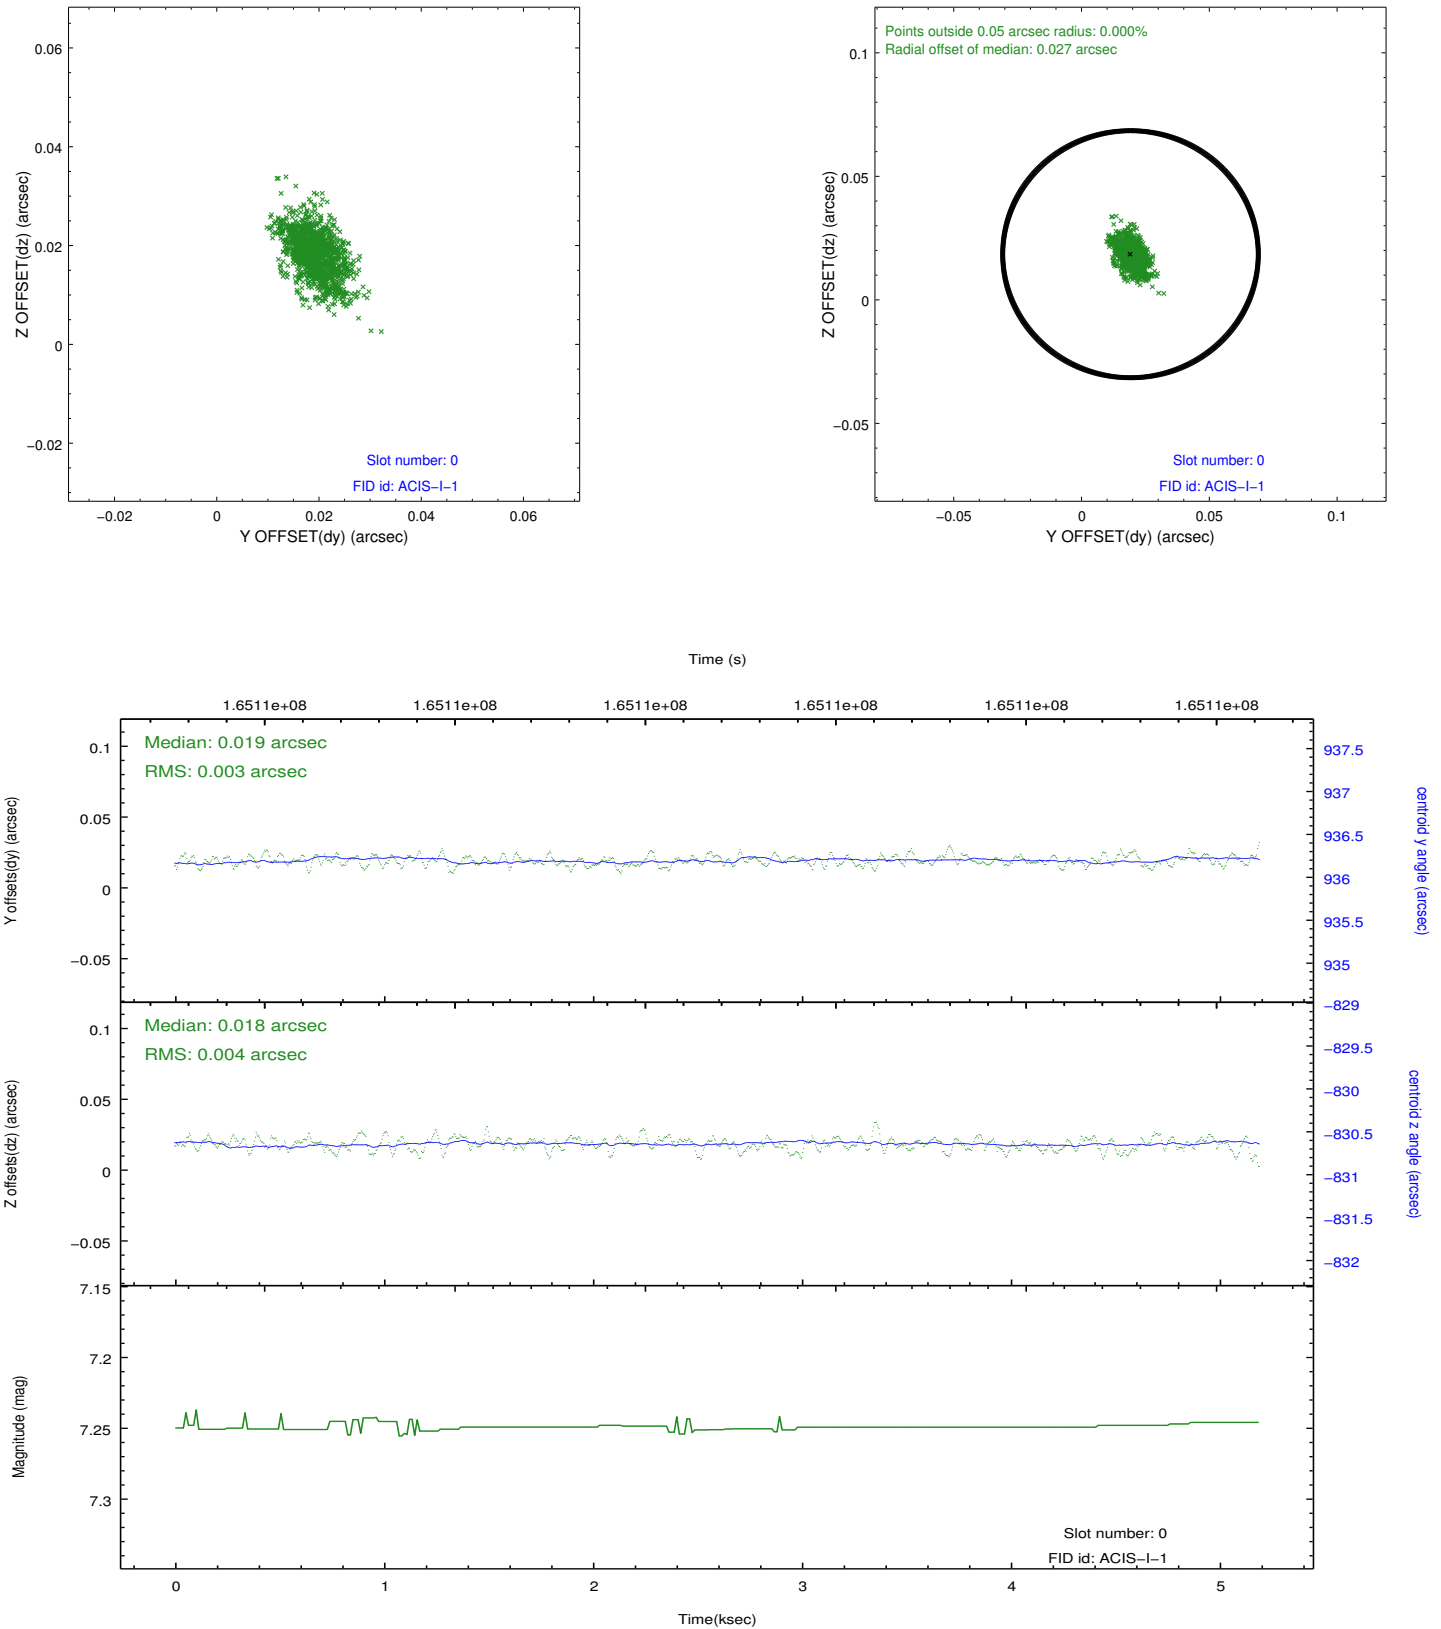 0.06
0.04
0.02
0
−0.02
Z OFFSET(dz) (arcsec)
Slot number: 0
FID id: ACIS−I−1
−0.02
0
0.02
0.04
0.06
Y OFFSET(dy) (arcsec)
Points outside 0.05 arcsec radius: 0.000%
Radial offset of median: 0.027 arcsec
0.1
0.05
0
−0.05
Z OFFSET(dz) (arcsec)
Slot number: 0
FID id: ACIS−I−1
−0.05
0
0.05
0.1
Y OFFSET(dy) (arcsec)
Time (s)
1.6511e+08
1.6511e+08
1.6511e+08
1.6511e+08
1.6511e+08
1.6511e+08
Median: 0.019 arcsec
RMS: 0.003 arcsec
0.1
0.05
0
−0.05
Y offsets(dy) (arcsec)
937.5
937
936.5
936
935.5
935
centroid y angle (arcsec)
Median: 0.018 arcsec
RMS: 0.004 arcsec
0.1
0.05
0
−0.05
Z offsets(dz) (arcsec)
−829
−829.5
−830
−830.5
−831
−831.5
−832
centroid z angle (arcsec)
7.15
7.2
7.25
7.3
Magnitude (mag)
Slot number: 0
FID id: ACIS−I−1
0
1
2
3
4
5
Time(ksec)